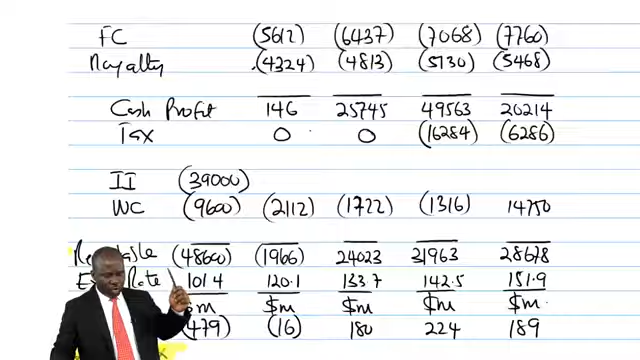 FC (5612) (6437) (7068) (7760)
Royalty (4324) (4813) (5130) (5468)
Cash Profit 146 25745 49563 20214
Tax 0 0 (16284) (6286)
II (39000)
WC (9600) (2112) (1722) (1316) 14750
(48600) (1966) 24023 31963 28678
Rate 101.4 120.1 133.7 142.5 151.9
$m $m $m $m
(479) (16) 180 224 189